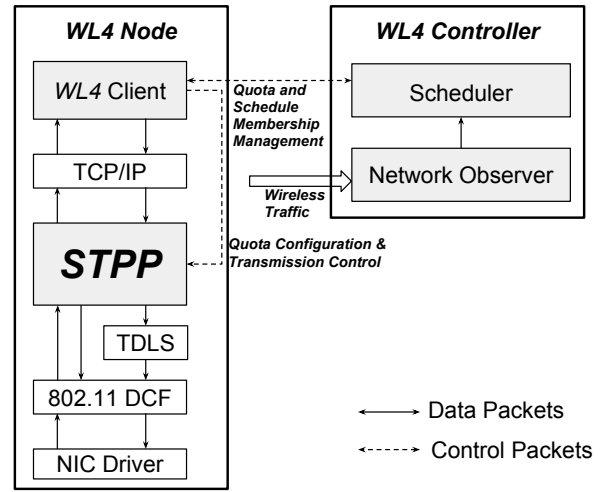 WL4 Node
WL4 Client
TCP/IP
STPP
TDLS
802.11 DCF
NIC Driver
Quota and
Schedule
Membership
Management
Wireless
Traffic
Quota Configuration &
Transmission Control
WL4 Controller
Scheduler
Network Observer
Data Packets
Control Packets